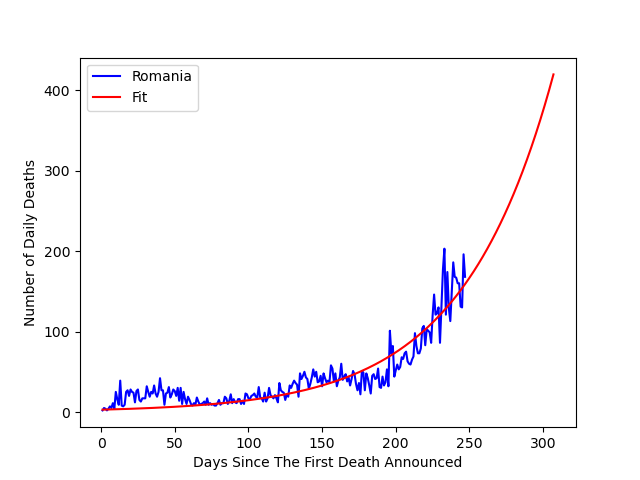 Romania
Fit
Number of Daily Deaths
400
300
200
100
0
0 50 100 150 200 250 300
Days Since The First Death Announced